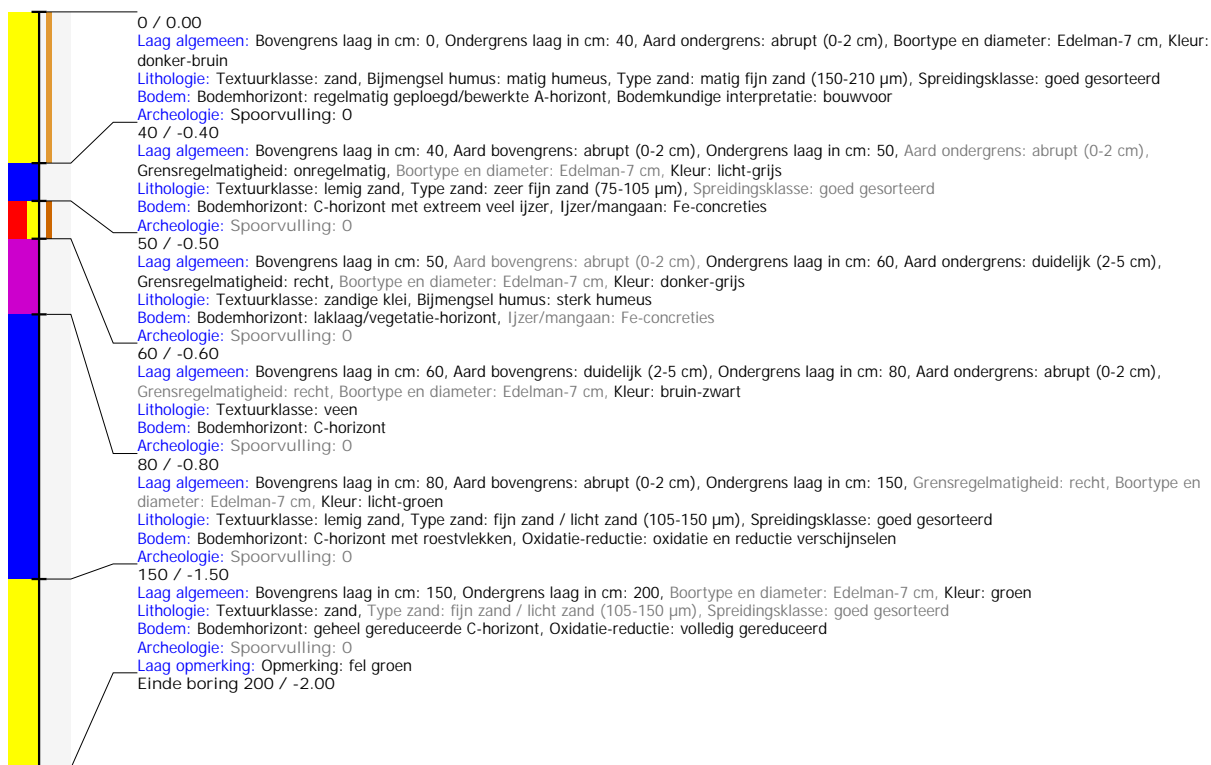 0 / 0.00
Laag algemeen: Bovengrens laag in cm: 0, Ondergrens laag in cm: 40, Aard ondergrens: abrupt (0-2 cm), Boortype en diameter: Edelman-7 cm, Kleur:
donker-bruin
Lithologie: Textuurklasse: zand, Bijmengsel humus: matig humeus, Type zand: matig fijn zand (150-210 µm), Spreidingsklasse: goed gesorteerd
Bodem: Bodemhorizont: regelmatig geploegd/bewerkte A-horizont, Bodemkundige interpretatie: bouwvoor
Archeologie: Spoorvulling: 0
40 / -0.40
Laag algemeen: Bovengrens laag in cm: 40, Aard bovengrens: abrupt (0-2 cm), Ondergrens laag in cm: 50, Aard ondergrens: abrupt (0-2 cm),
Grensregelmatigheid: onregelmatig, Boortype en diameter: Edelman-7 cm, Kleur: licht-grijs
Lithologie: Textuurklasse: lemig zand, Type zand: zeer fijn zand (75-105 µm), Spreidingsklasse: goed gesorteerd
Bodem: Bodemhorizont: C-horizont met extreem veel ijzer, Ijzer/mangaan: Fe-concreties
Archeologie: Spoorvulling: 0
50 / -0.50
Laag algemeen: Bovengrens laag in cm: 50, Aard bovengrens: abrupt (0-2 cm), Ondergrens laag in cm: 60, Aard ondergrens: duidelijk (2-5 cm),
Grensregelmatigheid: recht, Boortype en diameter: Edelman-7 cm, Kleur: donker-grijs
Lithologie: Textuurklasse: zandige klei, Bijmengsel humus: sterk humeus
Bodem: Bodemhorizont: laklaag/vegetatie-horizont, Ijzer/mangaan: Fe-concreties
Archeologie: Spoorvulling: 0
60 / -0.60
Laag algemeen: Bovengrens laag in cm: 60, Aard bovengrens: duidelijk (2-5 cm), Ondergrens laag in cm: 80, Aard ondergrens: abrupt (0-2 cm),
Grensregelmatigheid: recht, Boortype en diameter: Edelman-7 cm, Kleur: bruin-zwart
Lithologie: Textuurklasse: veen
Bodem: Bodemhorizont: C-horizont
Archeologie: Spoorvulling: 0
80 / -0.80
Laag algemeen: Bovengrens laag in cm: 80, Aard bovengrens: abrupt (0-2 cm), Ondergrens laag in cm: 150, Grensregelmatigheid: recht, Boortype en
diameter: Edelman-7 cm, Kleur: licht-groen
Lithologie: Textuurklasse: lemig zand, Type zand: fijn zand / licht zand (105-150 µm), Spreidingsklasse: goed gesorteerd
Bodem: Bodemhorizont: C-horizont met roestvlekken, Oxidatie-reductie: oxidatie en reductie verschijnselen
Archeologie: Spoorvulling: 0
150 / -1.50
Laag algemeen: Bovengrens laag in cm: 150, Ondergrens laag in cm: 200, Boortype en diameter: Edelman-7 cm, Kleur: groen
Lithologie: Textuurklasse: zand, Type zand: fijn zand / licht zand (105-150 µm), Spreidingsklasse: goed gesorteerd
Bodem: Bodemhorizont: geheel gereduceerde C-horizont, Oxidatie-reductie: volledig gereduceerd
Archeologie: Spoorvulling: 0
Laag opmerking: Opmerking: fel groen
Einde boring 200 / -2.00